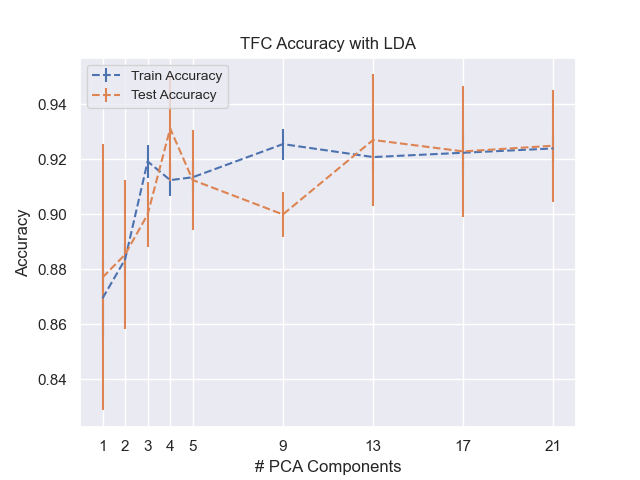 TFC Accuracy with LDA
Train Accuracy
Test Accuracy
0.94
0.92
0.90
0.88
0.86
0.84
Accuracy
1 2 3 4 5 9 13 17 21
# PCA Components